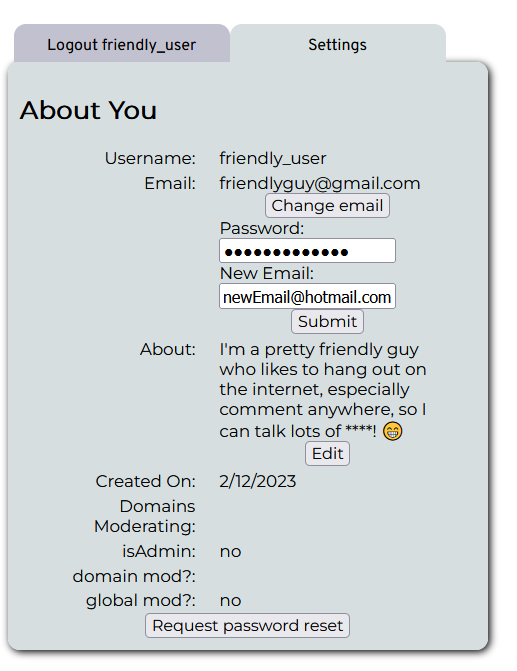 Logout friendly_user Settings
About You
Username: friendly_user
Email: friendlyguy@gmail.com
Change email
Password:
●●●●●●●●●●●●●
New Email:
newEmail@hotmail.com
Submit
About: I'm a pretty friendly guy
who likes to hang out on
the internet, especially
comment anywhere, so I
can talk lots of ****! 😁
Edit
Created On: 2/12/2023
Domains
Moderating:
isAdmin: no
domain mod?:
global mod?: no
Request password reset